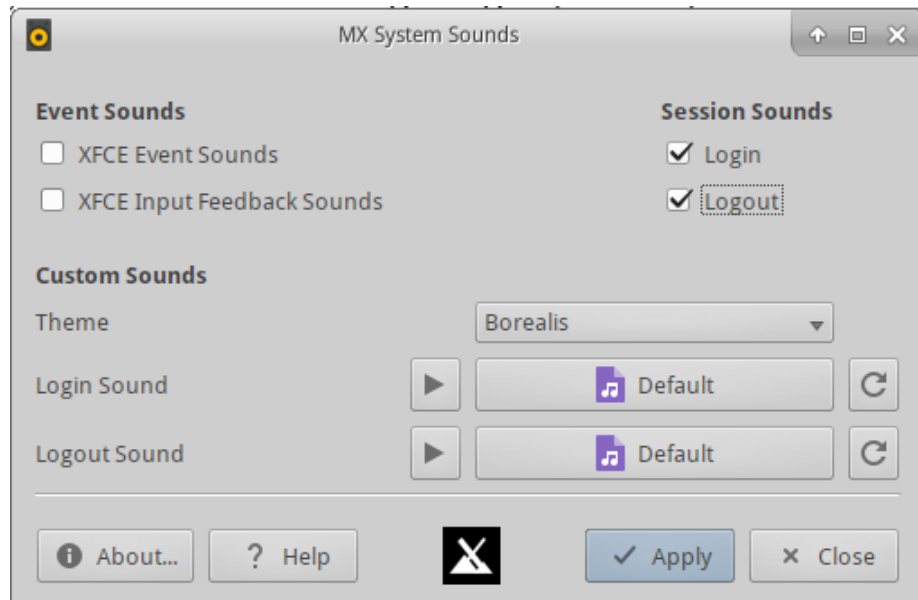 MX System Sounds
Event Sounds
Session Sounds
XFCE Event Sounds
Login
XFCE Input Feedback Sounds
Logout
Custom Sounds
Theme
Borealis
Login Sound
Default
Logout Sound
Default
About...
? Help
Apply
Close